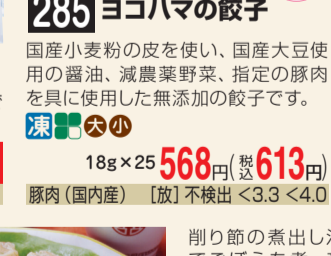 285 ヨコハマの餃子
国産小麦粉の皮を使い、国産大豆使
用の醤油、減農薬野菜、指定の豚肉
を具に使用した無添加の餃子です。
凍 大 小
18g×25 568円(税込613円)
豚肉(国内産) [放]不検出 <3.3 <4.0
削り節の煮出し